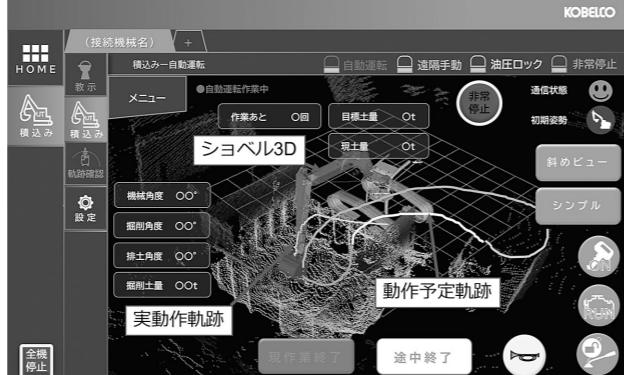 KOBELCO
(接続機械名)
+
HOME
積込み
全機
停止
教示
積込み
軌跡確認
設定
積込みー自動運転
自動運転
遠隔手動
油圧ロック
非常停止
メニュー
●自動運転作業中
作業あと 〇回
目標土量 〇t
現土量 〇t
非常
停止
通信状態
初期姿勢
ショベル3D
斜めビュー
シンプル
機械角度 〇〇°
掘削角度 〇〇°
排土角度 〇〇°
掘削土量 〇〇t
実動作軌跡
動作予定軌跡
ON
RUN
現作業終了
途中終了